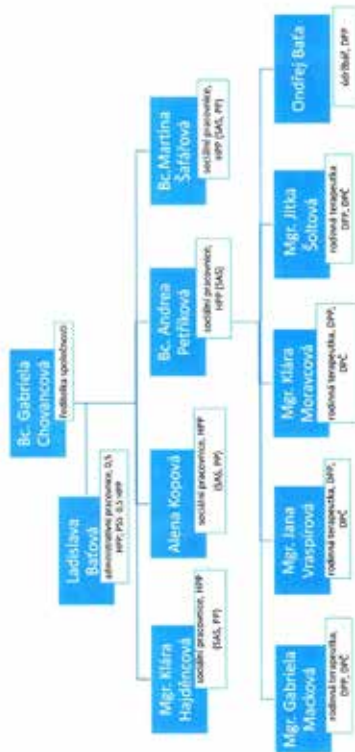 Bc. Gabriela
Chovancová
ředitelka společnosti
Ladislava
Baťová
administrativní pracovnice, 0,5
HPP; PSS 0,5 HPP
Mgr. Klára
Hajdёncová
sociální pracovnice, HPP
(SAS, PP)
Alena Kopová
sociální pracovnice, HPP
(SAS, PP)
Bc. Andrea
Petříková
sociální pracovnice,
HPP (SAS)
Bc.Martina
Šafářová
sociální pracovnice,
HPP (SAS, PP)
Mgr. Gabriela
Macková
rodinná terapeutka,
DPP, DPČ
Mgr. Jana
Vraspírová
rodinná terapeutka, DPP,
DPČ
Mgr. Klára
Moravcová
rodinná terapeutka, DPP,
DPČ
Mgr. Jitka
Šoltová
rodinná terapeutka
DPP, DPČ
Ondřej Baťa
údržbář, DPP